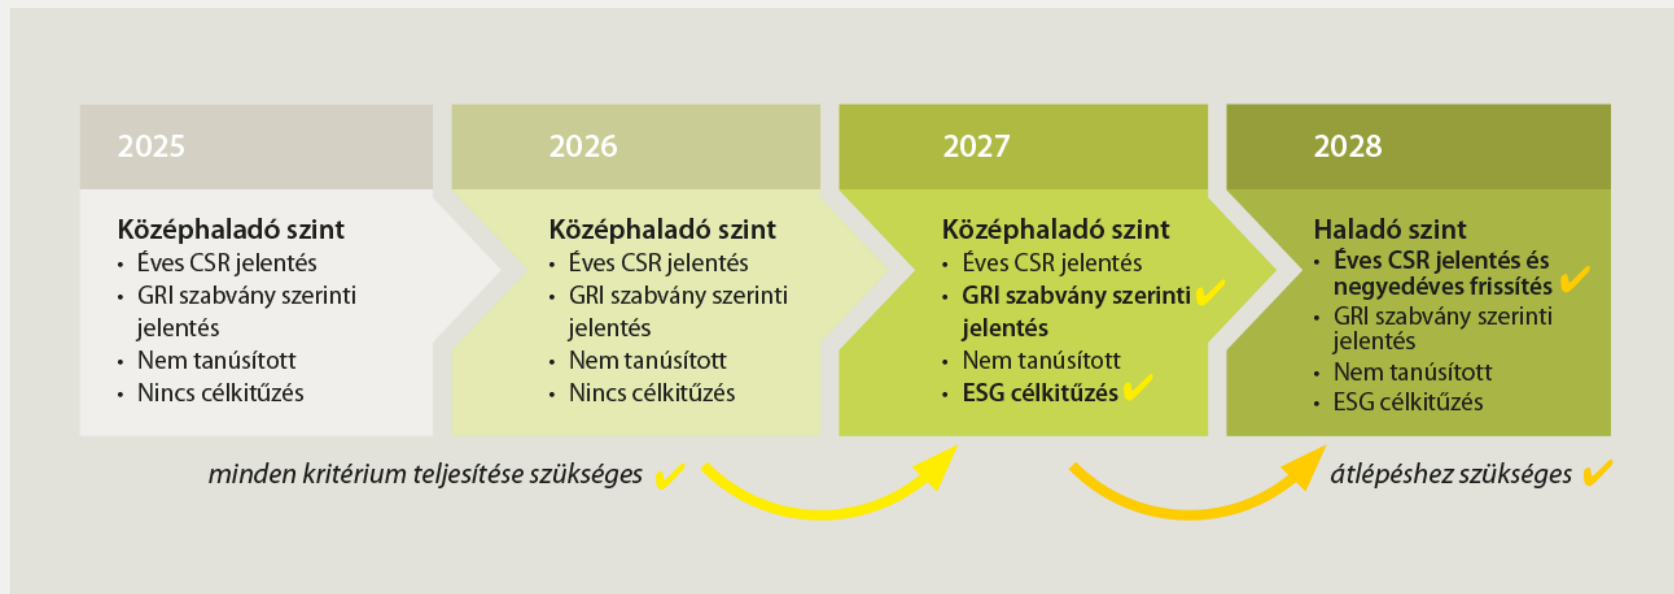 2025
Középhaladó szint
• Éves CSR jelentés
• GRI szabvány szerinti
jelentés
• Nem tanúsított
• Nincs célkitűzés
2026
Középhaladó szint
• Éves CSR jelentés
• GRI szabvány szerinti
jelentés
• Nem tanúsított
• Nincs célkitűzés
2027
Középhaladó szint
• Éves CSR jelentés
• GRI szabvány szerinti
jelentés
• Nem tanúsított
• ESG célkitűzés
2028
Haladó szint
• Éves CSR jelentés és
negyedéves frissítés
• GRI szabvány szerinti
jelentés
• Nem tanúsított
• ESG célkitűzés
minden kritérium teljesítése szükséges
átlépéshez szükséges